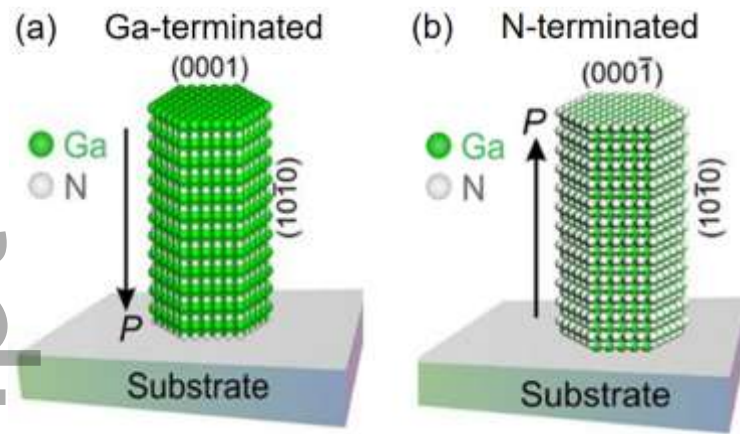 (a) Ga-terminated
(0001)
Ga
N
P
(101̅0)
Substrate
(b) N-terminated
(0001̅)
P
Ga
N
(101̅0)
Substrate